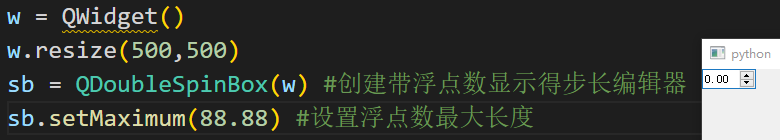 w = QWidget()
w.resize(500,500)
sb = QDoubleSpinBox(w) #创建带浮点数显示得步长编辑器
sb.setMaximum(88.88) #设置浮点数最大长度
python
0.00